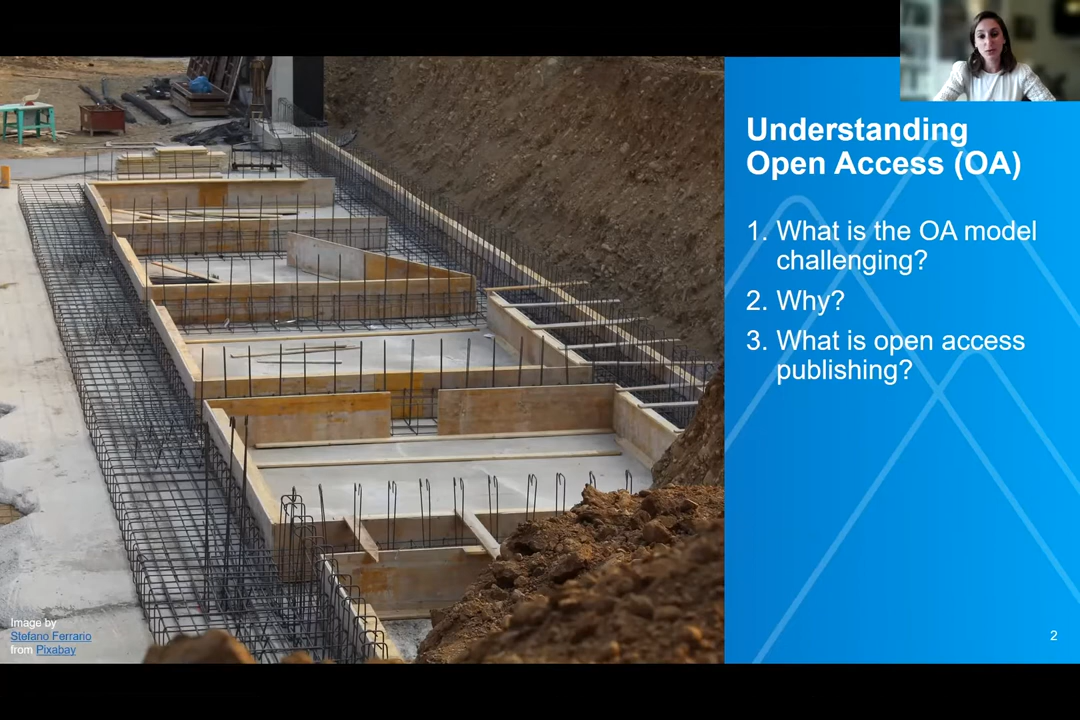 Understanding
Open Access (OA)
1. What is the OA model
challenging?
2. Why?
3. What is open access
publishing?
Image by
Stefano Ferrario
from Pixabay
2